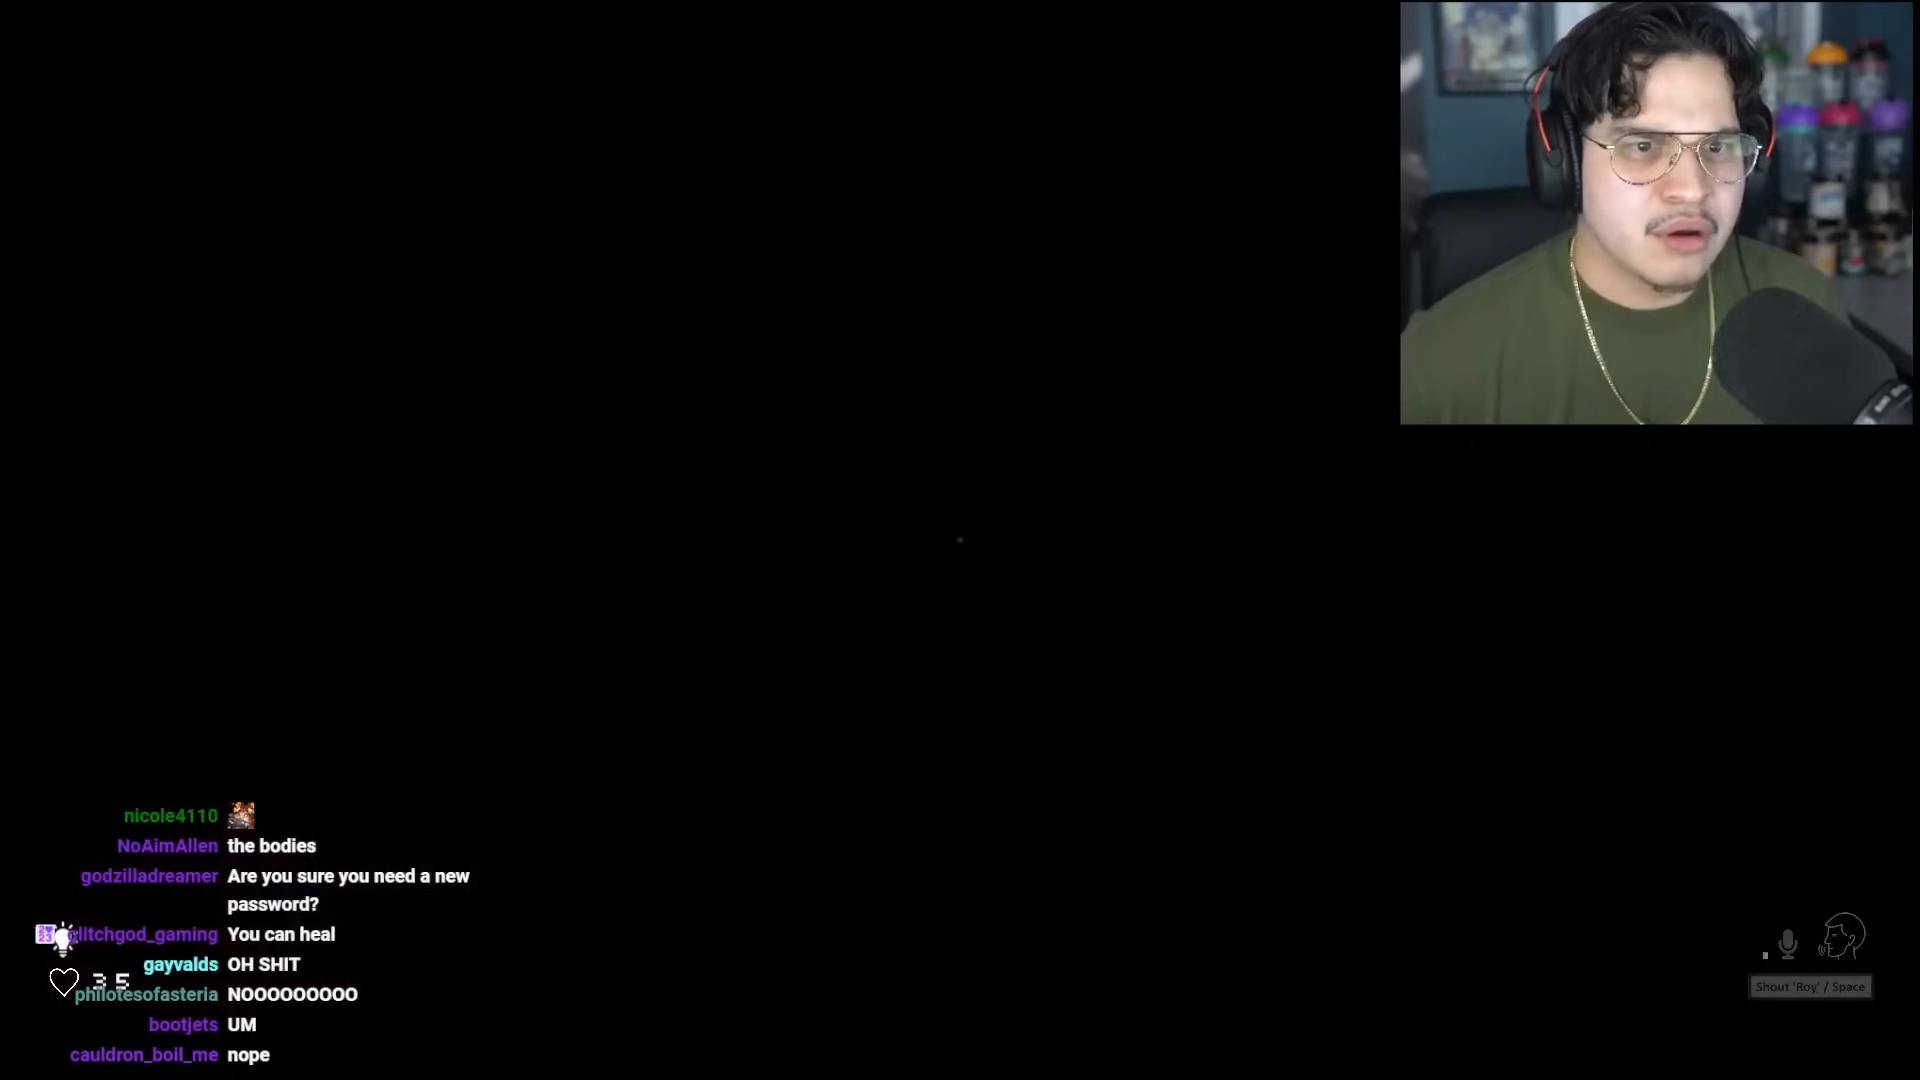 nicole4110
NoAimAllen the bodies
godzilladreamer Are you sure you need a new
password?
glitchgod_gaming You can heal
gayvalds OH SHIT
35
philotesofasteria NOOOOOOOOO
Shout 'Roy' / Space
bootjets UM
cauldron_boil_me nope